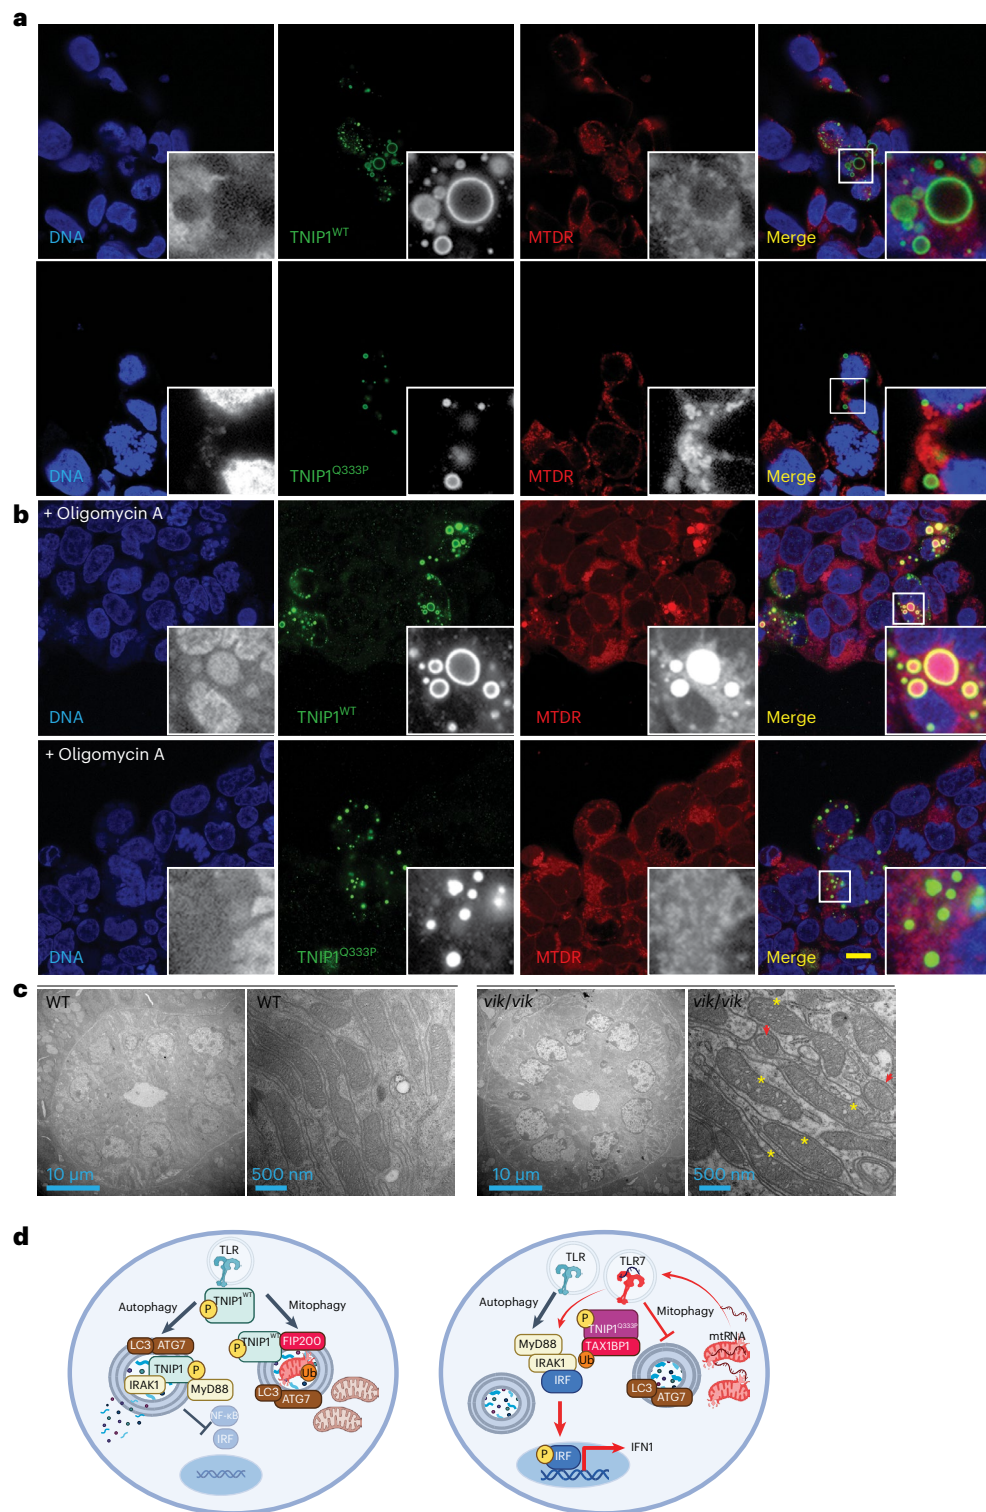 a
DNA
TNIP1WT
MTDR
Merge
DNA
TNIP1Q333P
MTDR
Merge
b
+ Oligomycin A
DNA
TNIP1WT
MTDR
Merge
+ Oligomycin A
DNA
TNIP1Q333P
MTDR
Merge
c
WT
WT
vik/vik
vik/vik
*
*
*
*
*
10 µm
500 nm
10 µm
500 nm
d
TLR
Autophagy
Mitophagy
TNIP1WT
P
LC3
ATG7
TNIP1
P
IRAK1
MyD88
NF-κB
IRF
TNIP1WT
P
FIP200
Ub
LC3
ATG7
TLR
TLR7
Autophagy
Mitophagy
P
TNIP1Q333P
TAX1BP1
MyD88
IRAK1
Ub
IRF
mtRNA
LC3
ATG7
P
IRF
IFN1